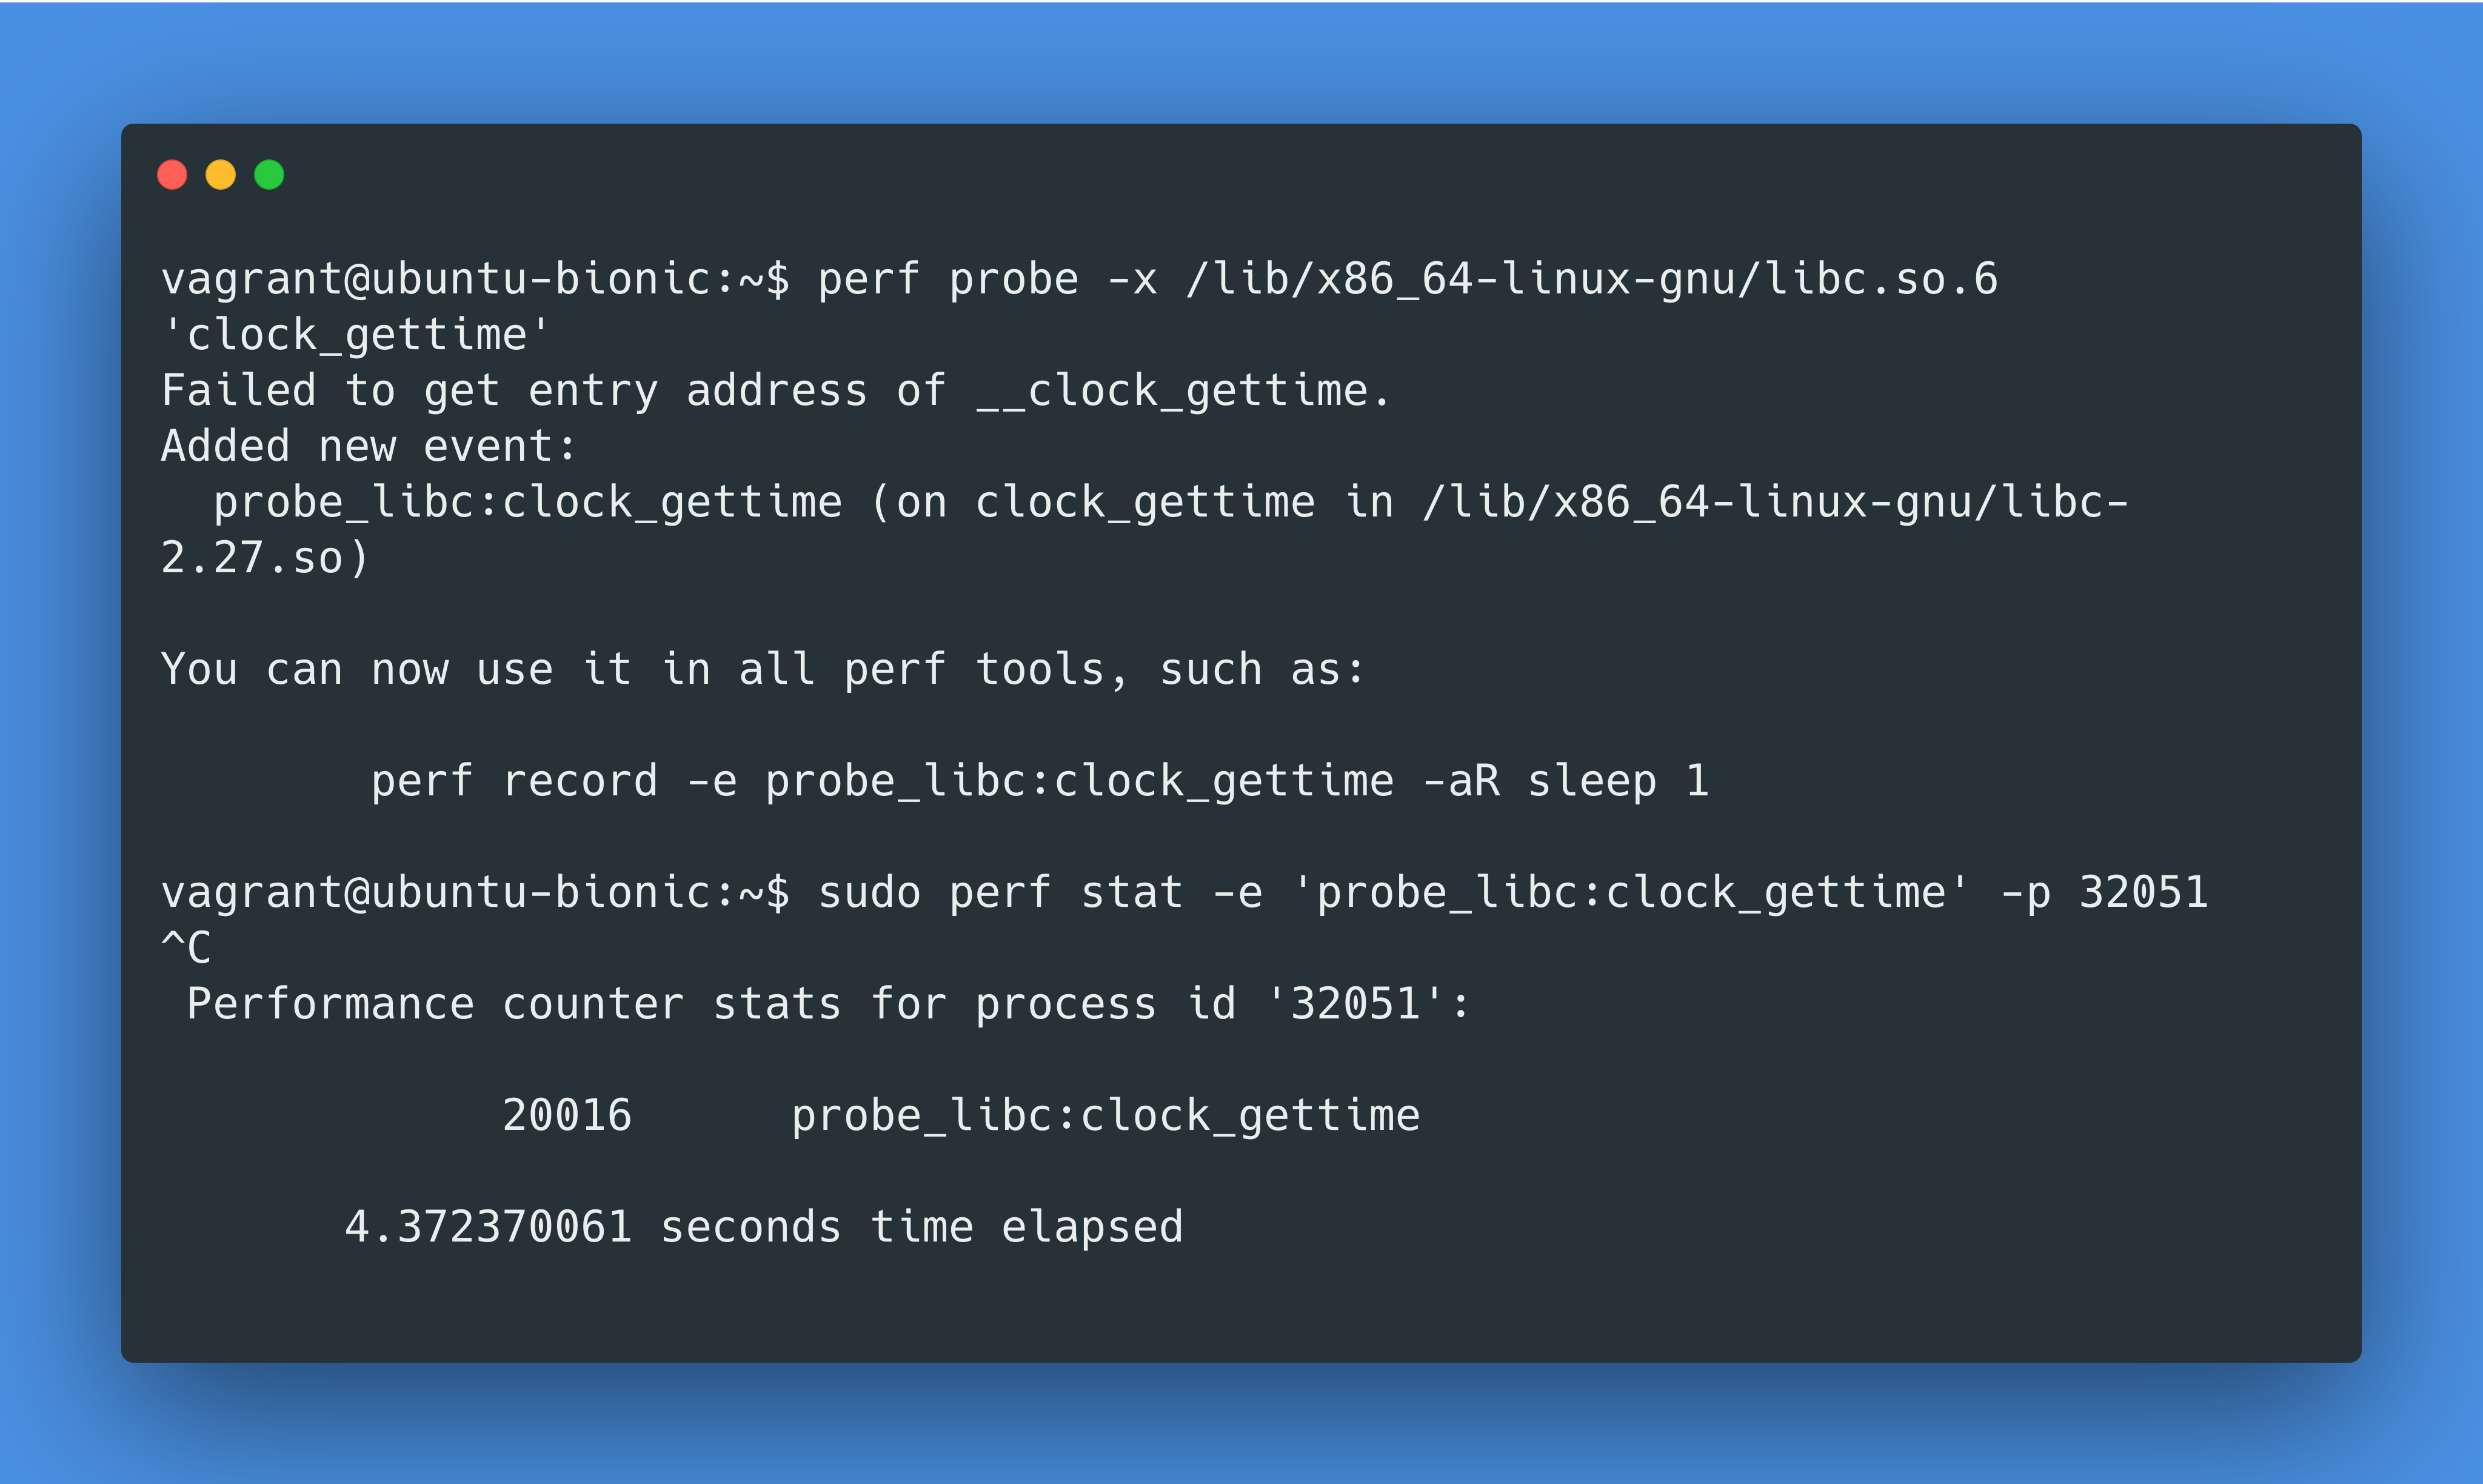 vagrant@ubuntu-bionic:~$ perf probe -x /lib/x86_64-linux-gnu/libc.so.6
'clock_gettime'
Failed to get entry address of __clock_gettime.
Added new event:
  probe_libc:clock_gettime (on clock_gettime in /lib/x86_64-linux-gnu/libc-
2.27.so)

You can now use it in all perf tools, such as:

        perf record -e probe_libc:clock_gettime -aR sleep 1

vagrant@ubuntu-bionic:~$ sudo perf stat -e 'probe_libc:clock_gettime' -p 32051
^C
 Performance counter stats for process id '32051':

             20016      probe_libc:clock_gettime

       4.372370061 seconds time elapsed